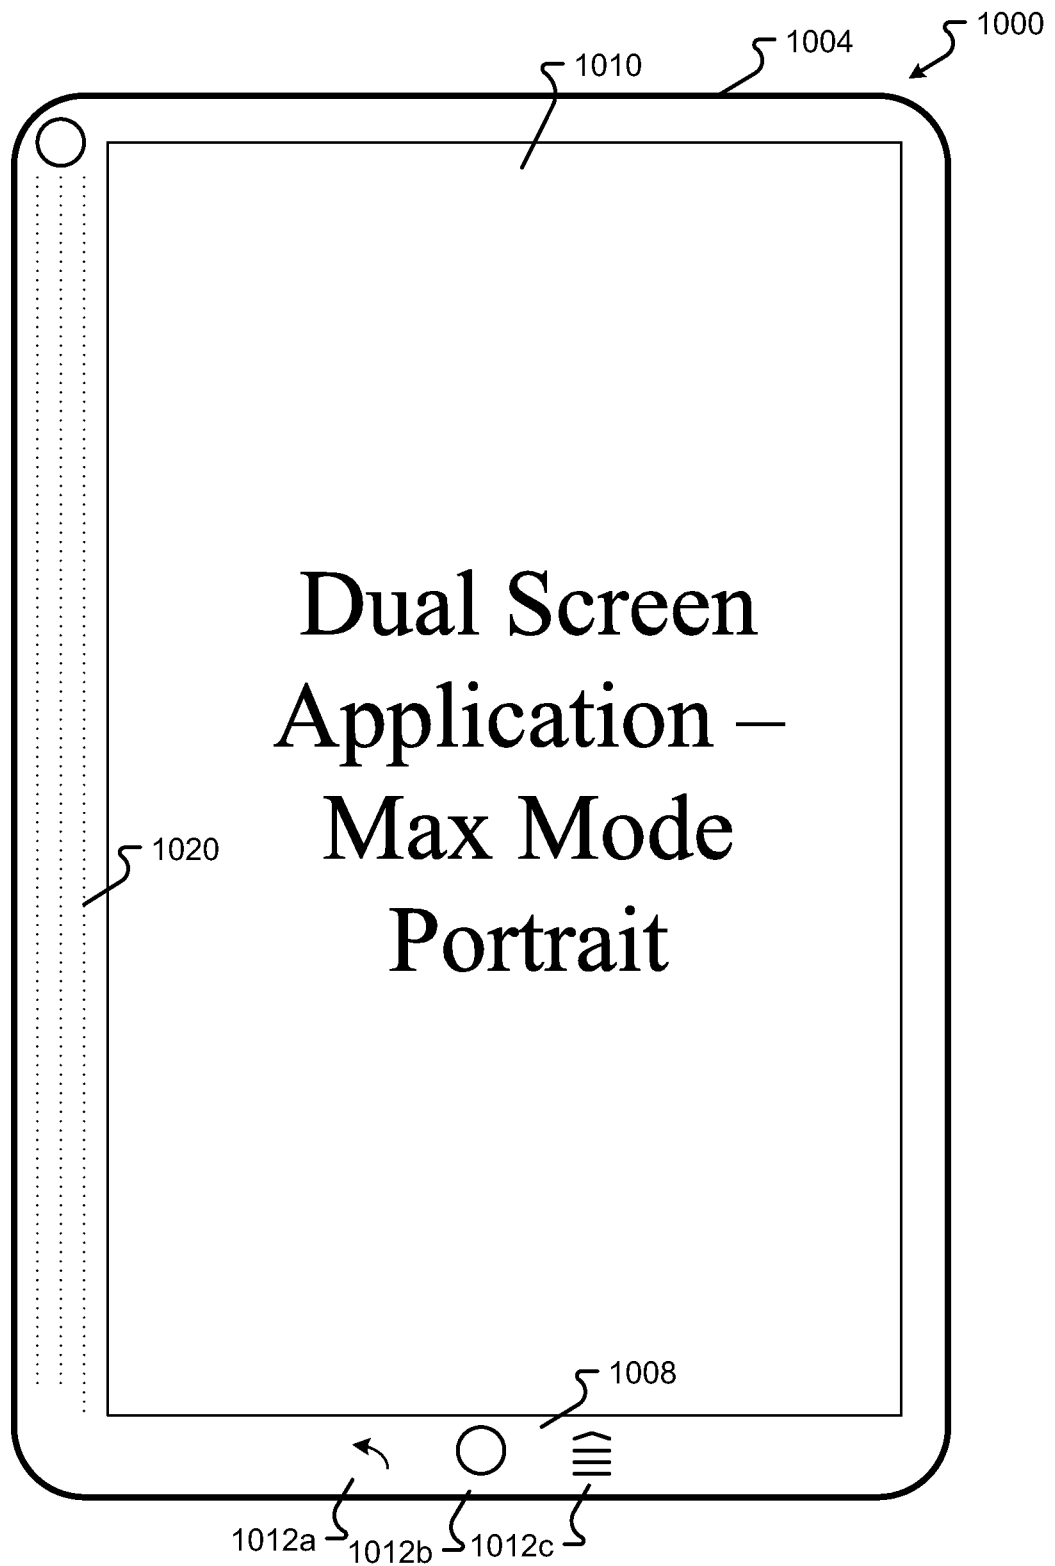 1000
1004
1010
Dual Screen
Application –
Max Mode
Portrait
1020
1008
1012a
1012b
1012c